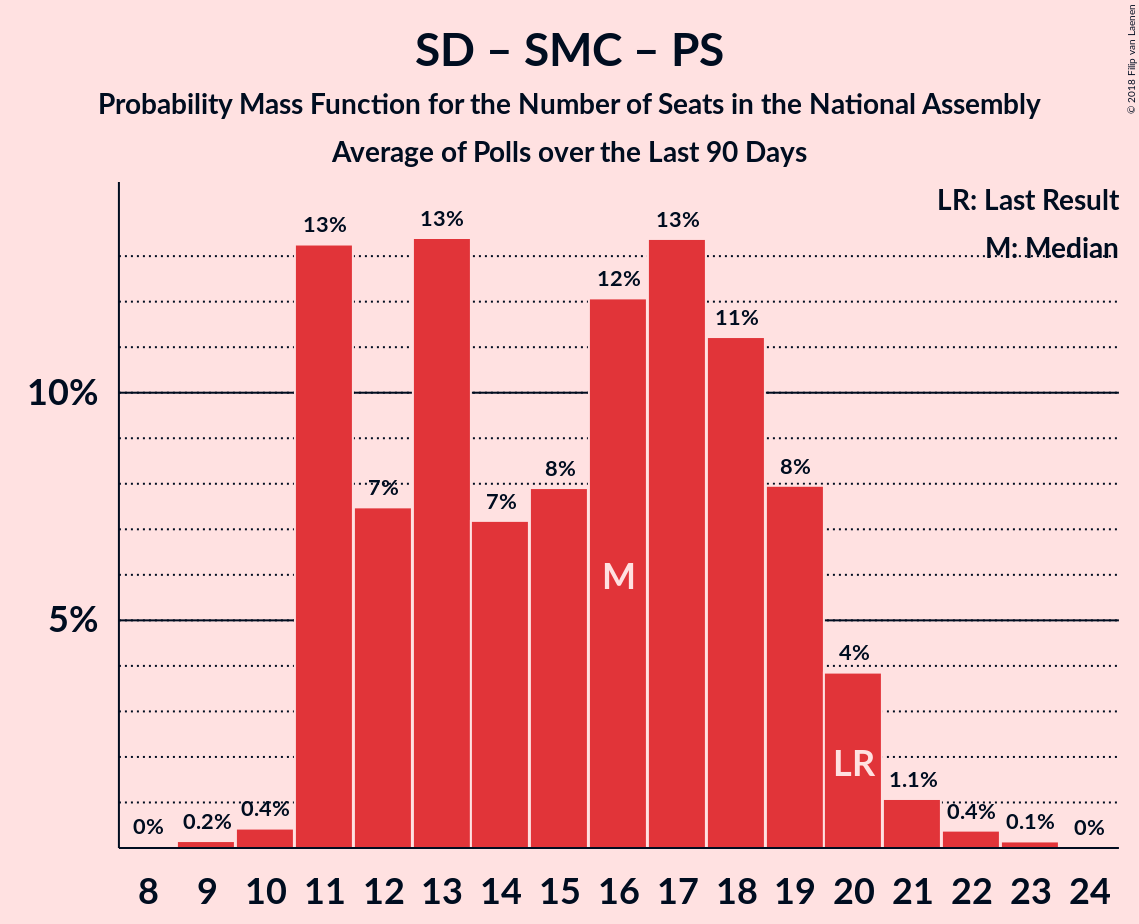 SD – SMC – PS
Probability Mass Function for the Number of Seats in the National Assembly
Average of Polls over the Last 90 Days
© 2018 Filip van Laenen
LR: Last Result
M: Median
13%
13%
13%
12%
11%
10%
8%
8%
7%
7%
M
5%
4%
LR
1.1%
0%
0.2%
0.4%
0.4%
0.1%
0%
8 9 10 11 12 13 14 15 16 17 18 19 20 21 22 23 24